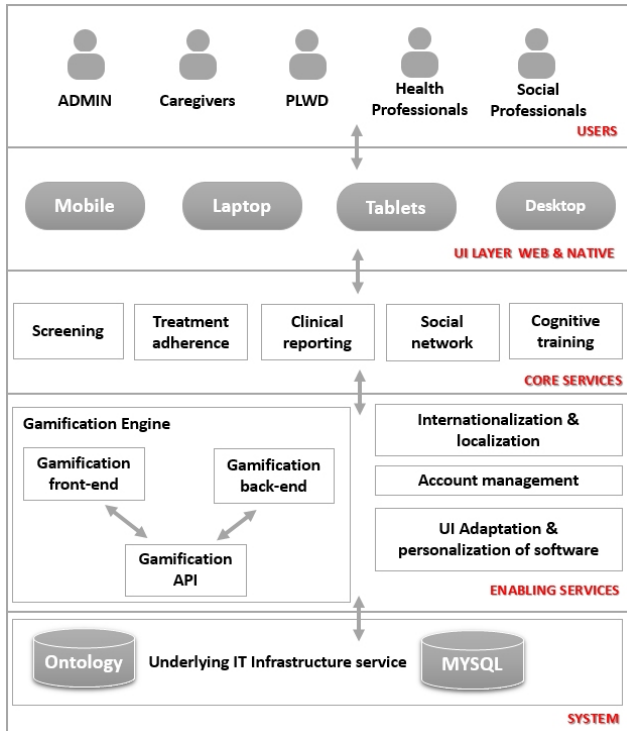 ADMIN
Caregivers
PLWD
Health
Professionals
Social
Professionals
USERS
Mobile
Laptop
Tablets
Desktop
UI LAYER WEB & NATIVE
Screening
Treatment
adherence
Clinical
reporting
Social
network
Cognitive
training
CORE SERVICES
Gamification Engine
Gamification
front-end
Gamification
back-end
Gamification
API
Internationalization &
localization
Account management
UI Adaptation &
personalization of software
ENABLING SERVICES
Ontology
Underlying IT Infrastructure service
MYSQL
SYSTEM